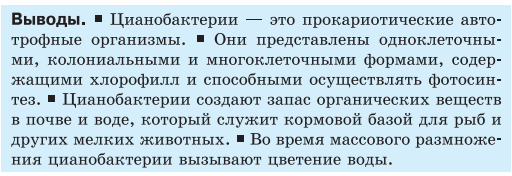 Выводы. ▪ Цианобактерии — это прокариотические авто-
трофные организмы. ▪ Они представлены одноклеточны-
ми, колониальными и многоклеточными формами, содер-
жащими хлорофилл и способными осуществлять фотосин-
тез. ▪ Цианобактерии создают запас органических веществ
в почве и воде, который служит кормовой базой для рыб и
других мелких животных. ▪ Во время массового размноже-
ния цианобактерии вызывают цветение воды.